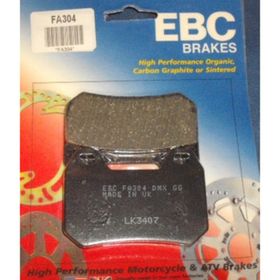 FA304
"FA304"
EBC
BRAKES
High Performance Organic,
Carbon Graphite or Sintered
EBC FA304 DMX GG
MADE IN UK
LK3407
High Performance Motorcycle & ATV Brakes